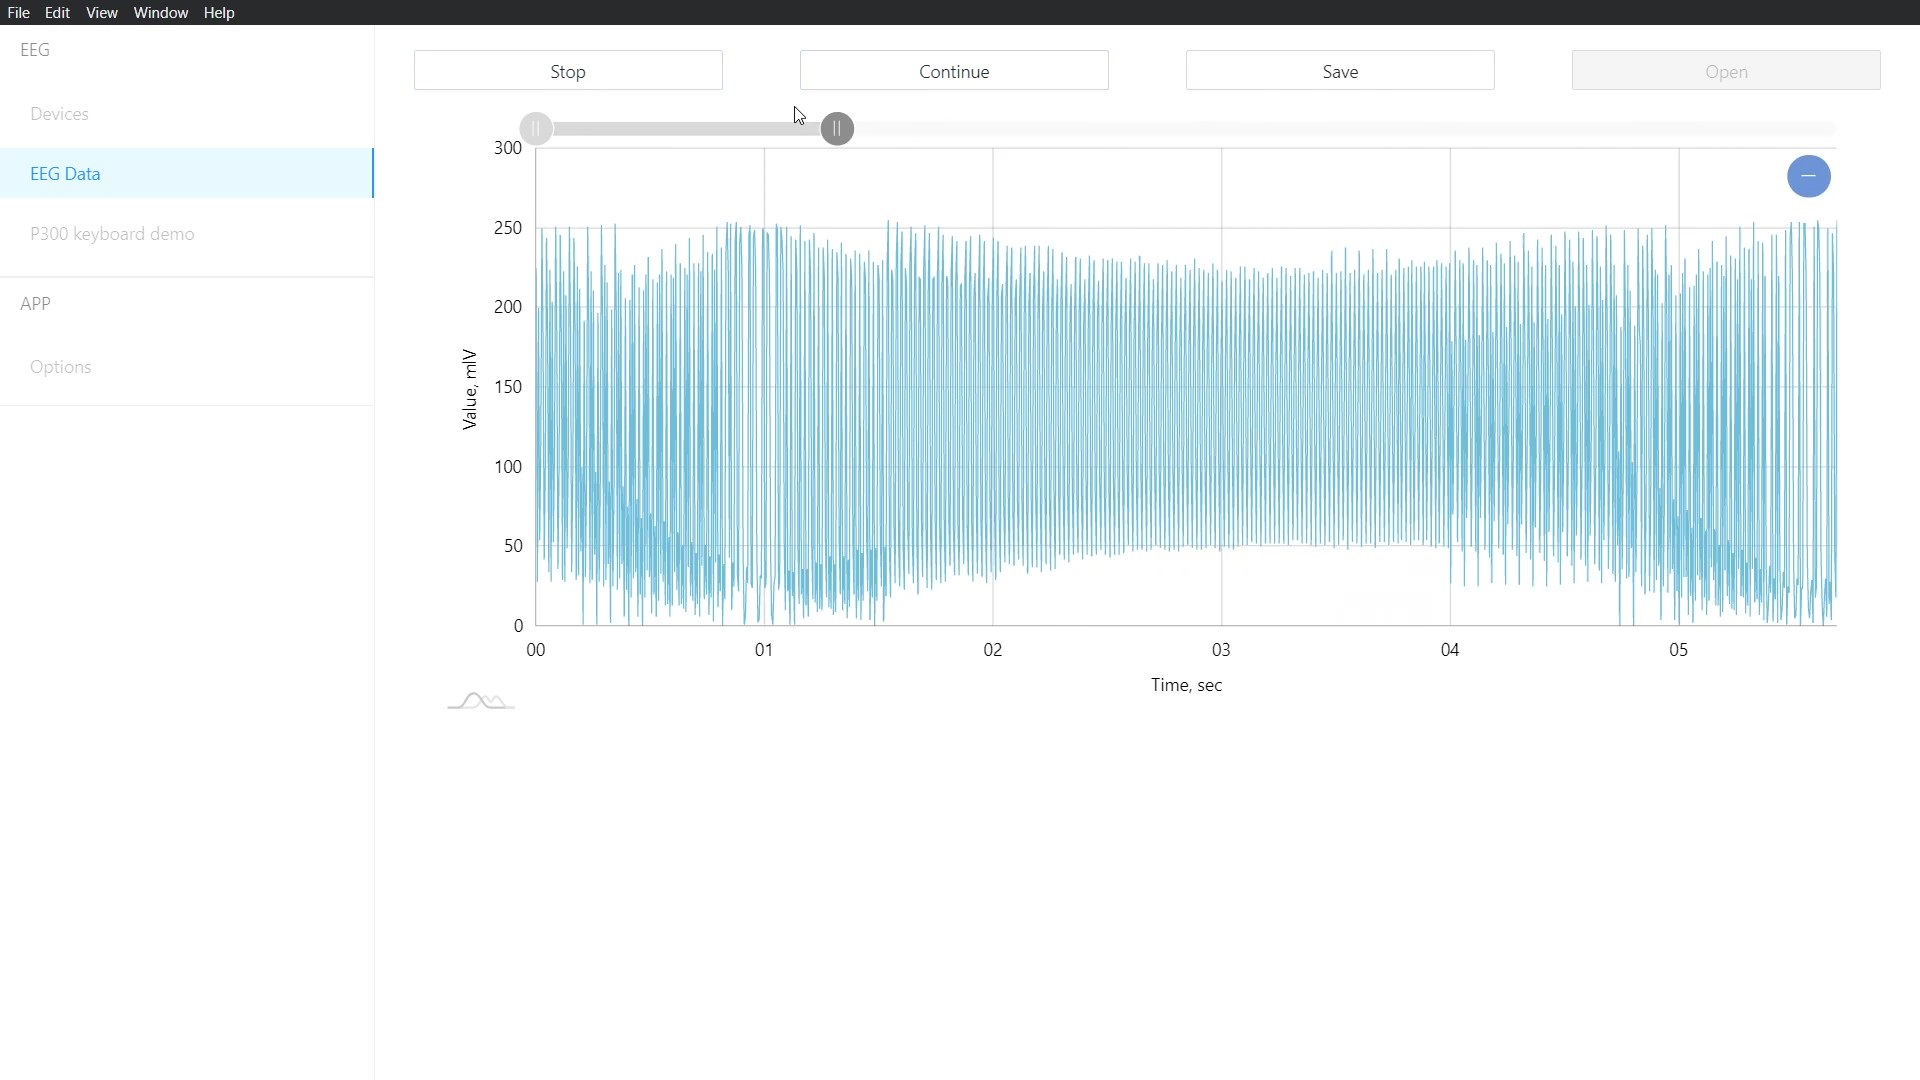 File Edit View Window Help
EEG
Devices
EEG Data
P300 keyboard demo
APP
Options
Stop Continue Save Open
300
250
200
150
100
50
0
Value, mlV
00 01 02 03 04 05
Time, sec